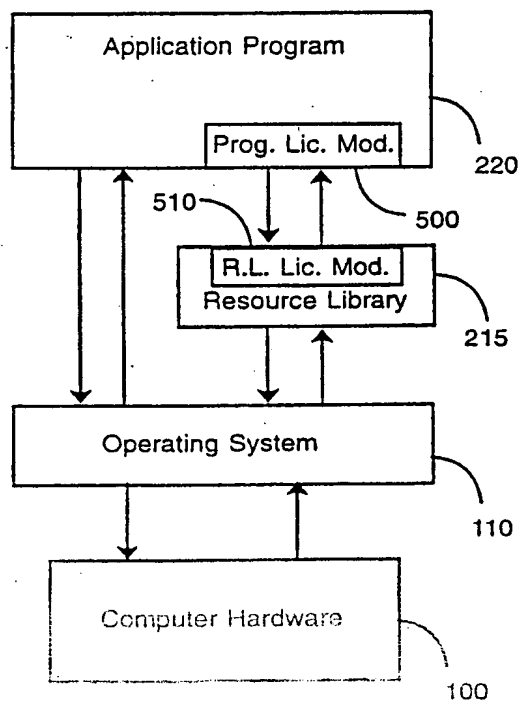 Application Program
Prog. Lic. Mod.
220
500
510
R.L. Lic. Mod.
Resource Library
215
Operating System
110
Computer Hardware
100